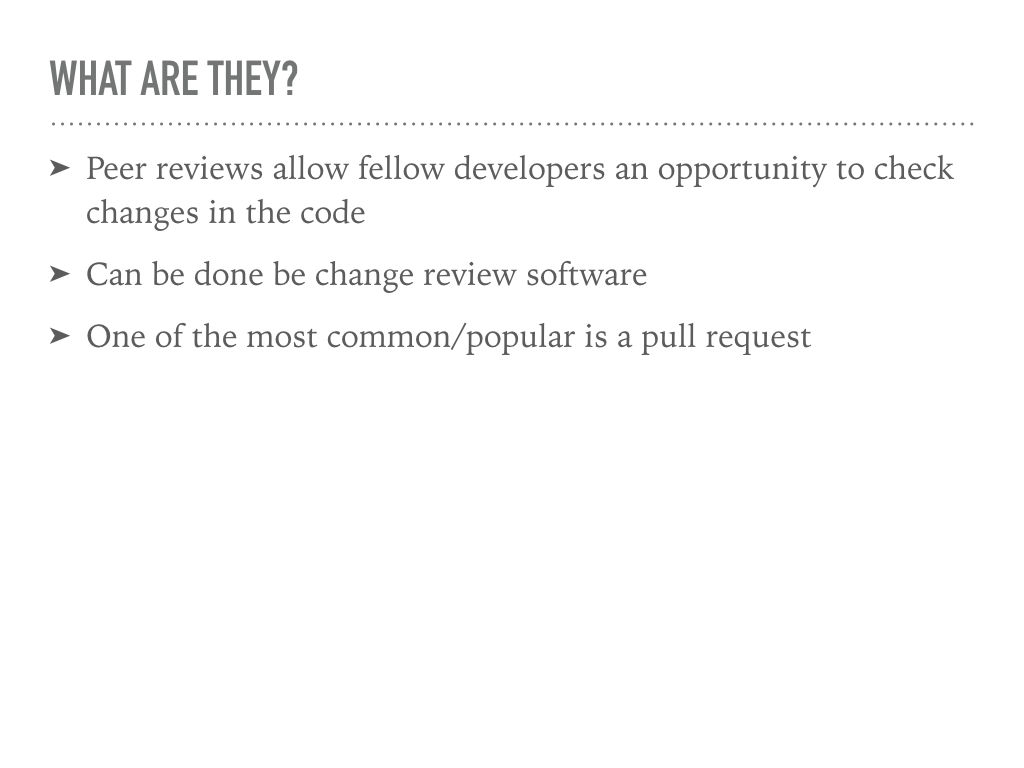 WHAT ARE THEY?
➤ Peer reviews allow fellow developers an opportunity to check
changes in the code
➤ Can be done be change review software
➤ One of the most common/popular is a pull request